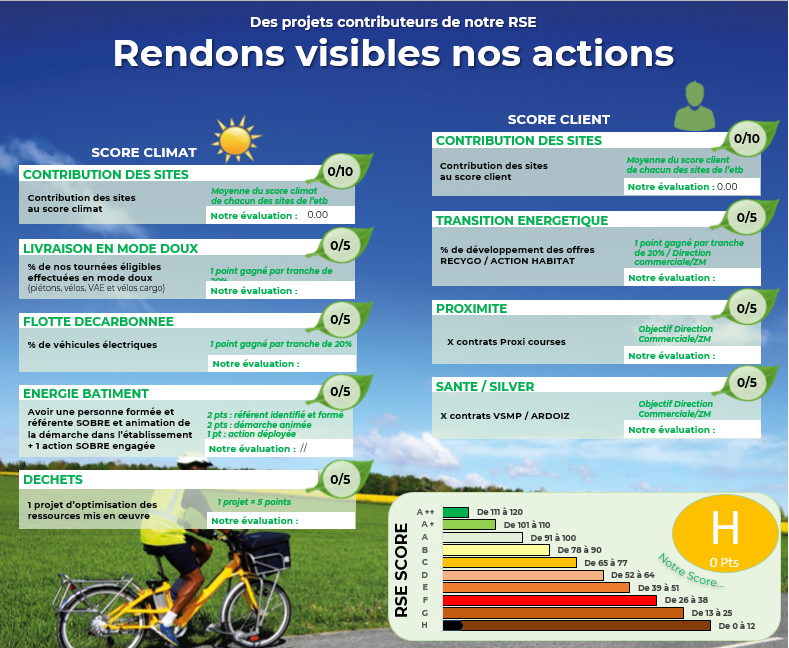 Des projets contributeurs de notre RSE
Rendons visibles nos actions
SCORE CLIMAT
CONTRIBUTION DES SITES
0/10
Contribution des sites
au score climat
Moyenne du score climat
de chacun des sites de l'etb
Notre évaluation : 0.00
LIVRAISON EN MODE DOUX
0/5
% de nos tournées éligibles
effectuées en mode doux
(piétons, vélos, VAE et vélos cargo)
1 point gagné par tranche de
20%
Notre évaluation :
FLOTTE DECARBONNEE
0/5
% de véhicules électriques
1 point gagné par tranche de 20%
Notre évaluation :
ENERGIE BATIMENT
0/5
Avoir une personne formée et
référente SOBRE et animation de
la démarche dans l'établissement
+ 1 action SOBRE engagée
2 pts : référent identifié et formé
2 pts : démarche animée
1 pt : action déployée
Notre évaluation : //
DECHETS
0/5
1 projet d'optimisation des
ressources mis en œuvre
1 projet = 5 points
Notre évaluation :
SCORE CLIENT
CONTRIBUTION DES SITES
0/10
Contribution des sites
au score client
Moyenne du score client
de chacun des sites de l'etb
Notre évaluation : 0.00
TRANSITION ENERGETIQUE
0/5
% de développement des offres
RECYGO / ACTION HABITAT
1 point gagné par tranche
de 20% / Direction
commerciale/ZM
Notre évaluation :
PROXIMITE
0/5
X contrats Proxi courses
Objectif Direction
Commerciale/ZM
Notre évaluation :
SANTE / SILVER
0/5
X contrats VSMP / ARDOIZ
Objectif Direction
Commerciale/ZM
Notre évaluation :
RSE SCORE
A ++ De 111 à 120
A + De 101 à 110
A De 91 à 100
B De 78 à 90
C De 65 à 77
D De 52 à 64
E De 39 à 51
F De 26 à 38
G De 13 à 25
H De 0 à 12
H
0 Pts
Notre Score...